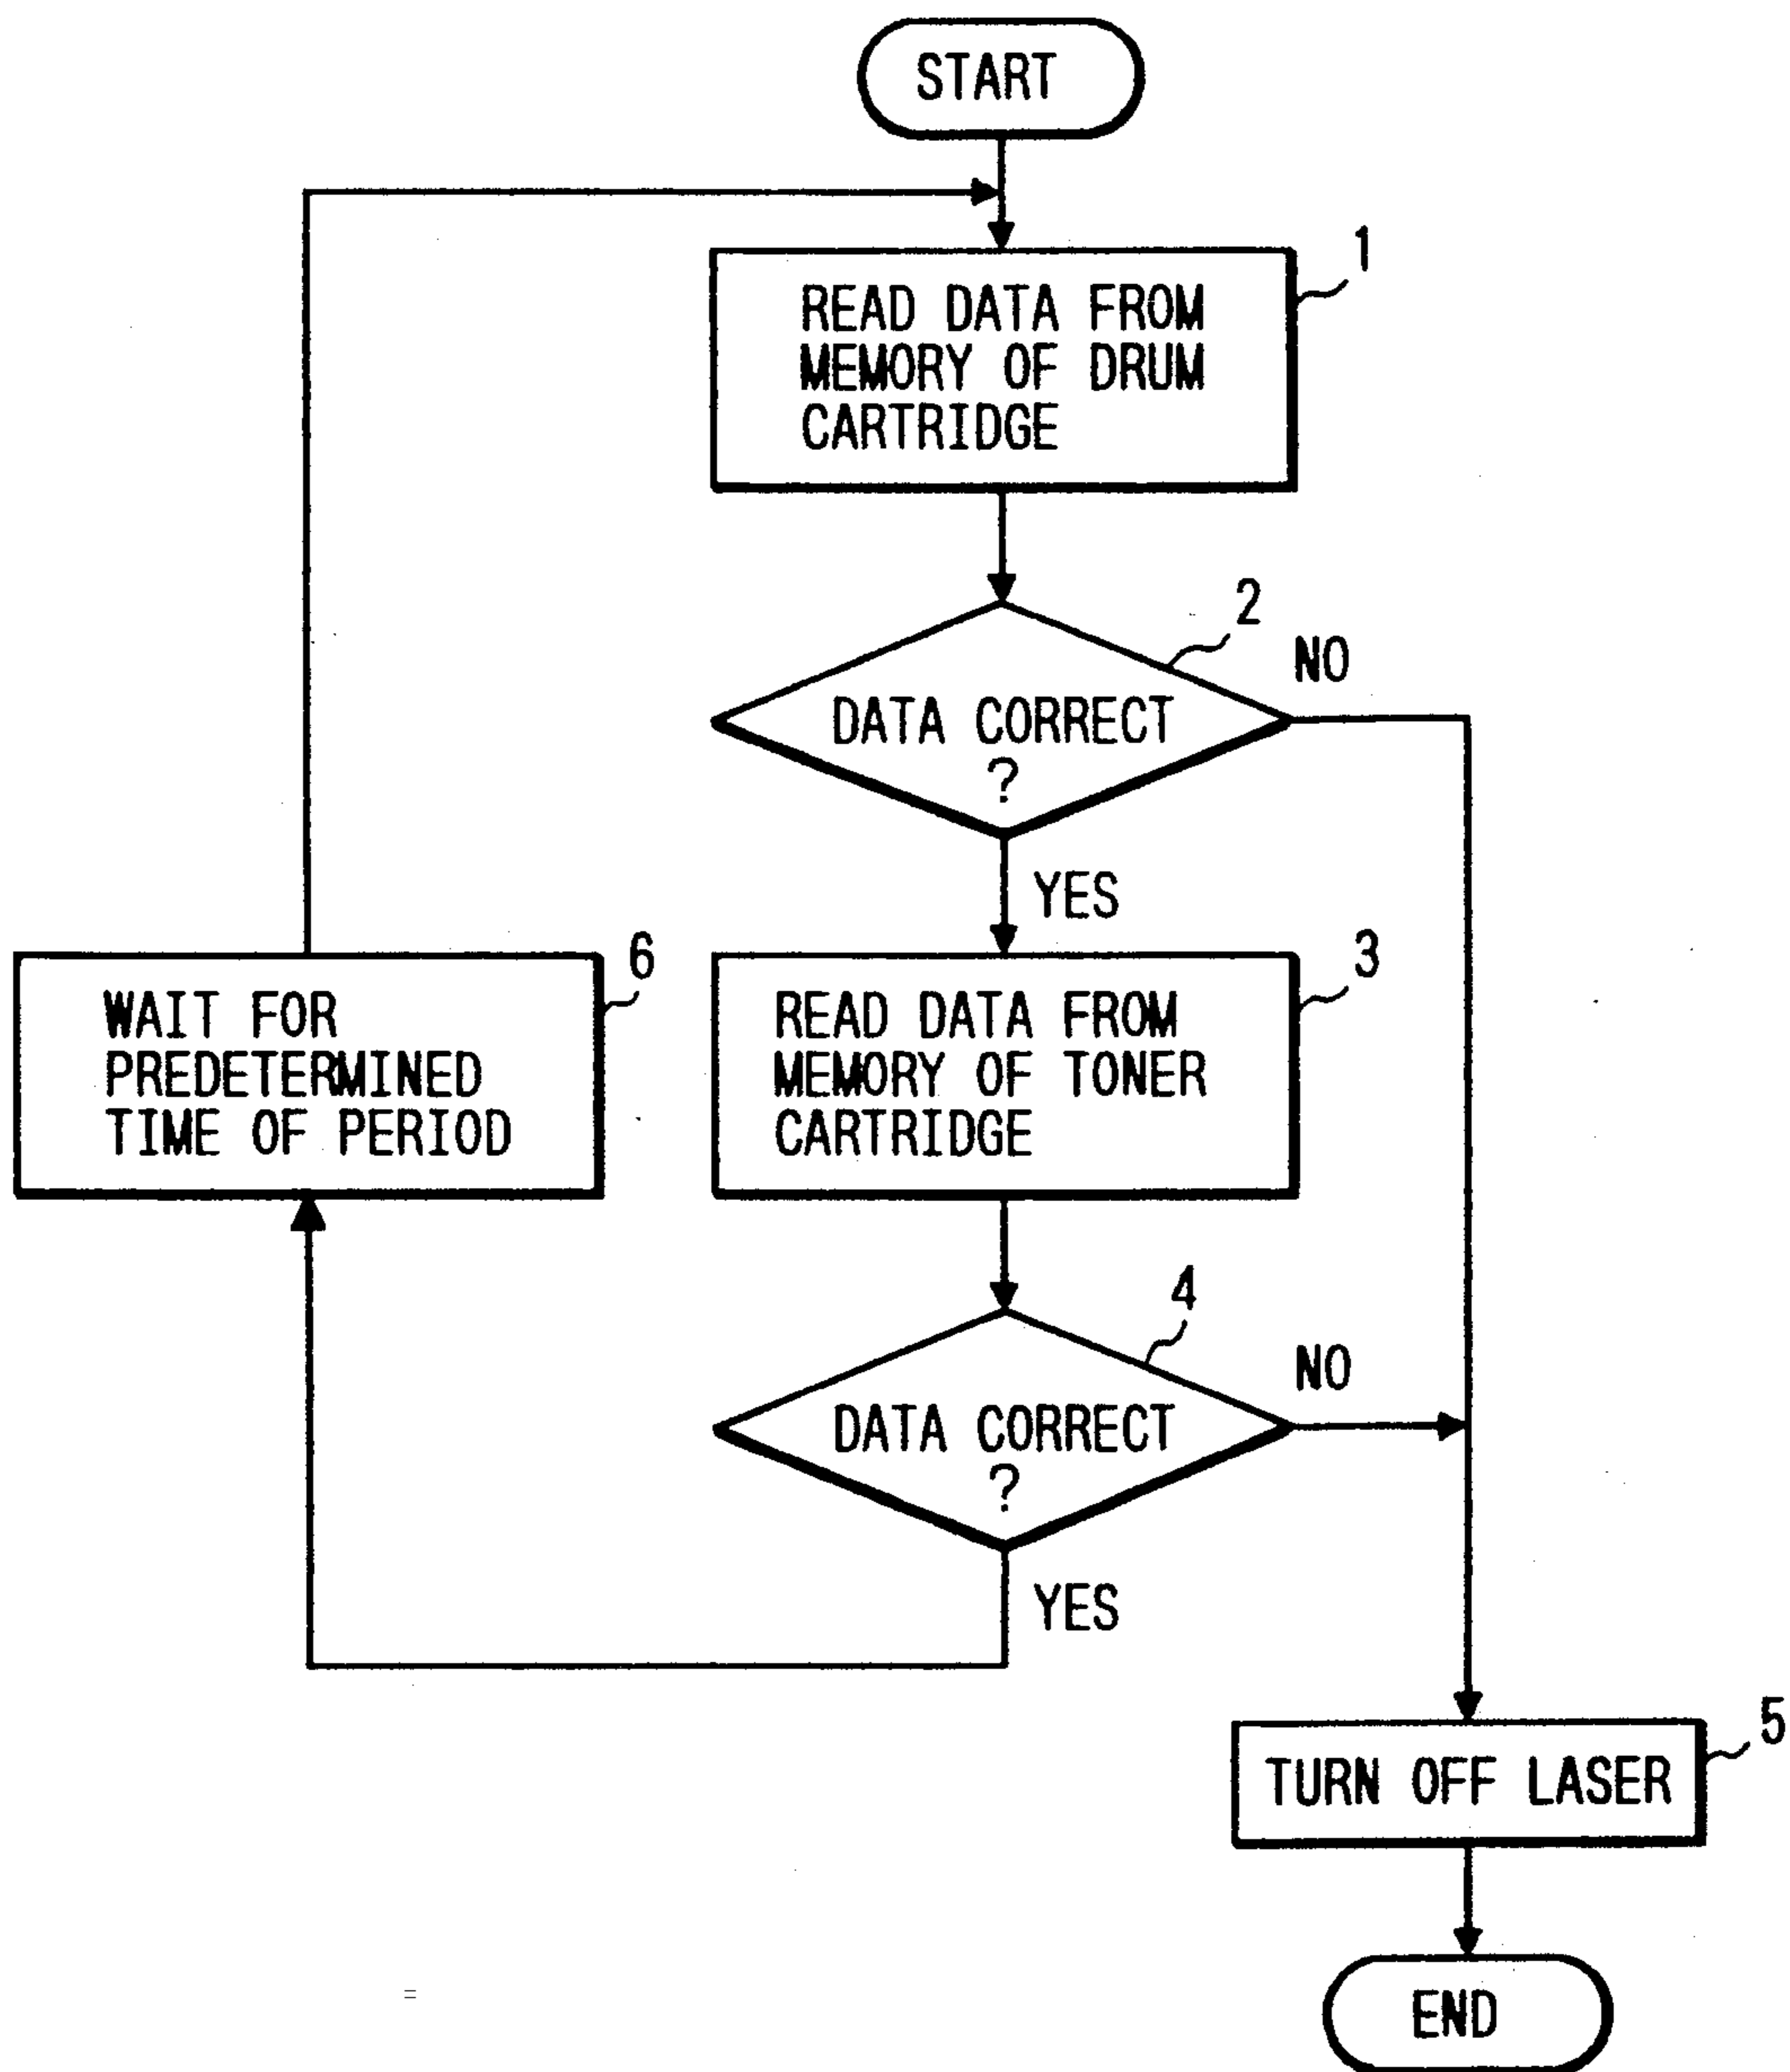 START
1
READ DATA FROM
MEMORY OF DRUM
CARTRIDGE
2
NO
DATA CORRECT
?
YES
6
WAIT FOR
PREDETERMINED
TIME OF PERIOD
3
READ DATA FROM
MEMORY OF TONER
CARTRIDGE
4
NO
DATA CORRECT
?
YES
5
TURN OFF LASER
END